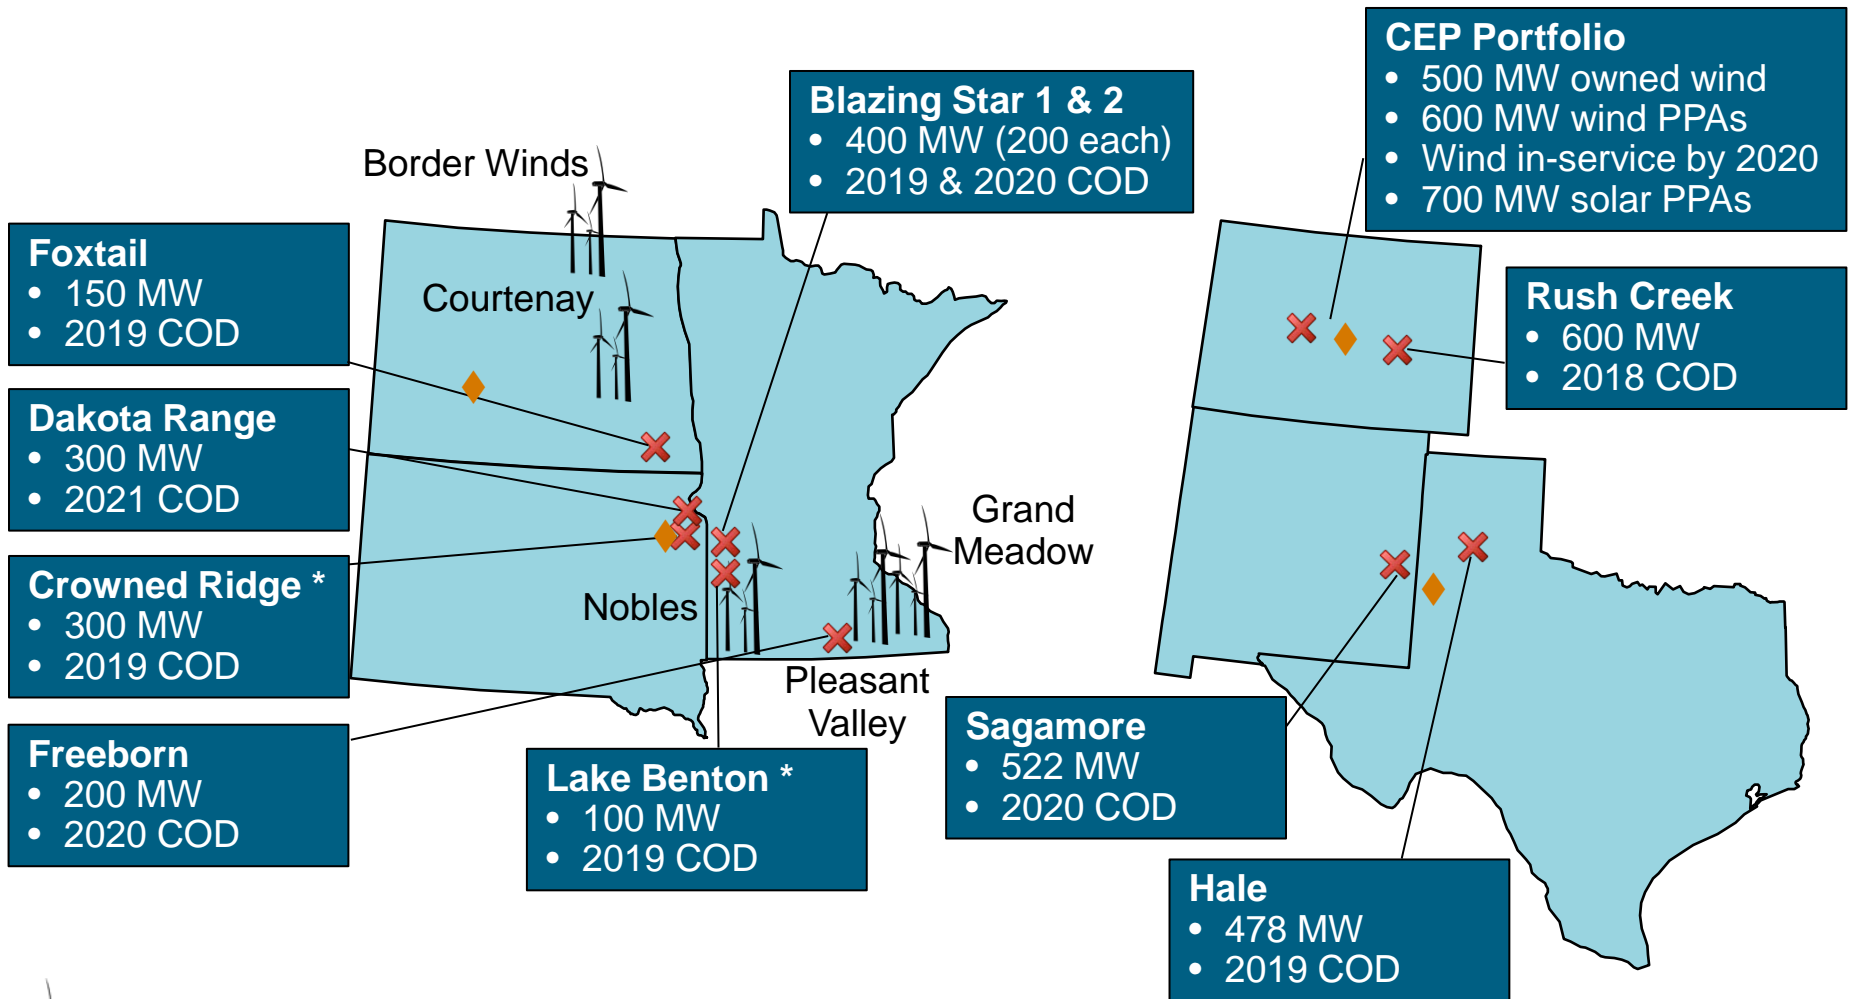 CEP Portfolio
• 500 MW owned wind
• 600 MW wind PPAs
• Wind in-service by 2020
• 700 MW solar PPAs
Blazing Star 1 & 2
• 400 MW (200 each)
• 2019 & 2020 COD
Border Winds
Foxtail
• 150 MW
• 2019 COD
Courtenay
Rush Creek
• 600 MW
• 2018 COD
Dakota Range
• 300 MW
• 2021 COD
Grand
Meadow
Crowned Ridge *
• 300 MW
• 2019 COD
Nobles
Pleasant
Valley
Freeborn
• 200 MW
• 2020 COD
Lake Benton *
• 100 MW
• 2019 COD
Sagamore
• 522 MW
• 2020 COD
Hale
• 478 MW
• 2019 COD